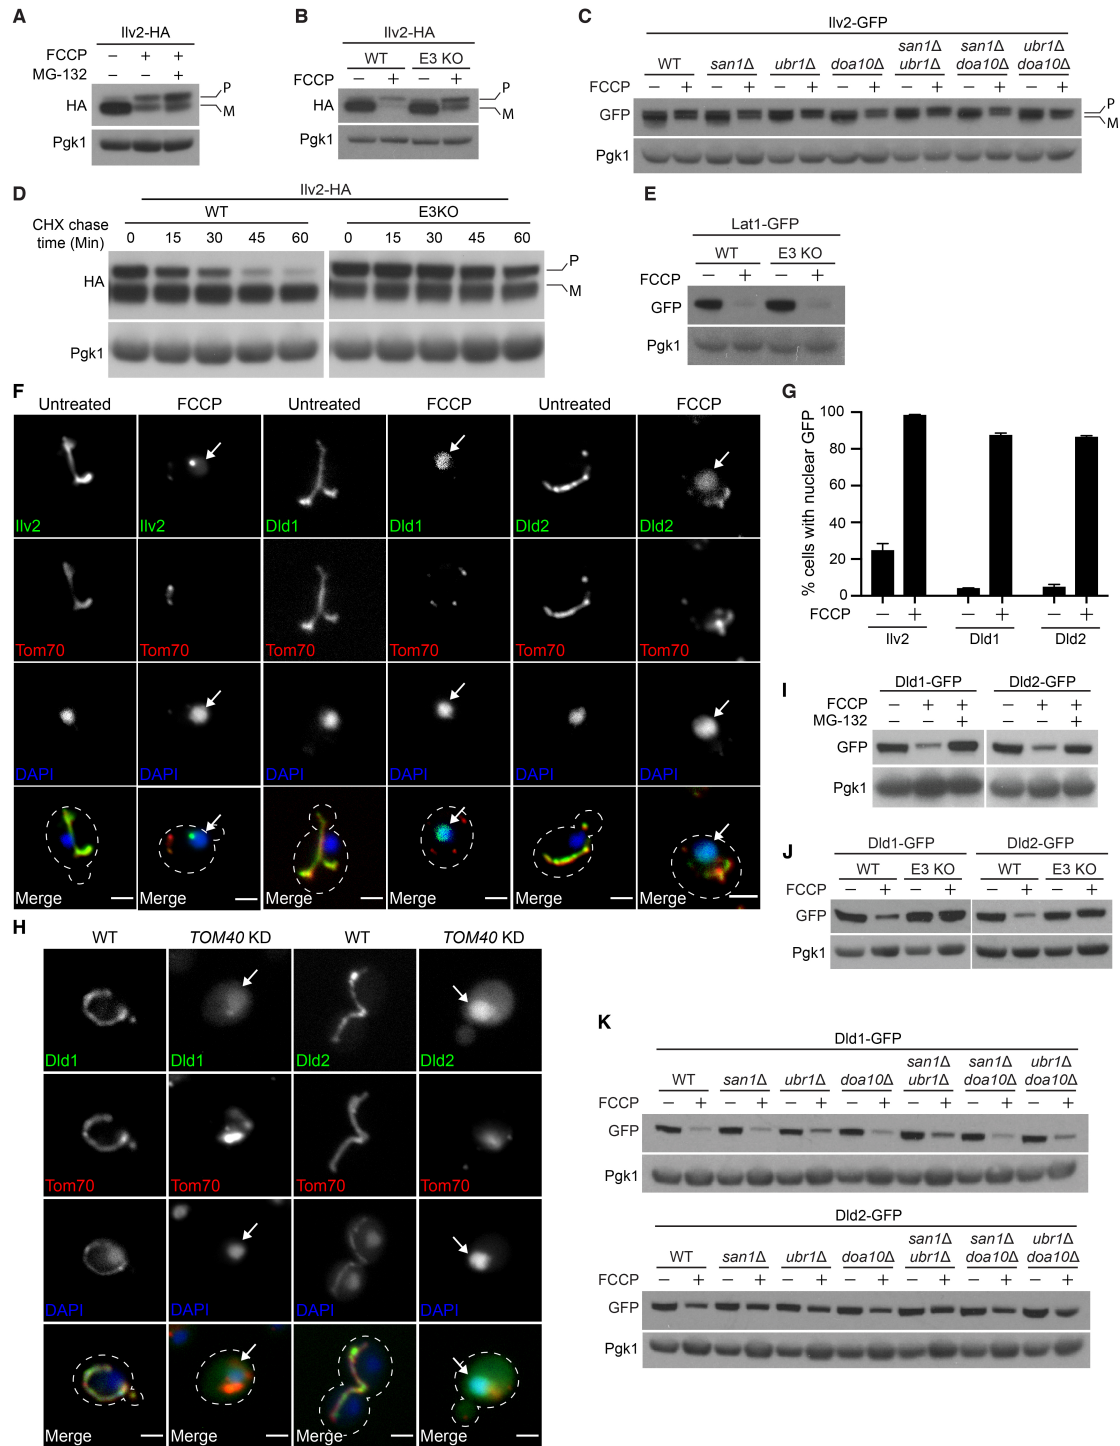 A
Ilv2-HA
FCCP – + +
MG-132 – – +
HA
P
M
Pgk1
B
Ilv2-HA
WT E3 KO
FCCP – + – +
HA
P
M
Pgk1
C
Ilv2-GFP
san1Δ san1Δ ubr1Δ
WT san1Δ ubr1Δ doa10Δ ubr1Δ doa10Δ doa10Δ
FCCP – + – + – + – + – + – + – +
GFP
P
M
Pgk1
D
Ilv2-HA
WT E3KO
CHX chase
time (Min) 0 15 30 45 60 0 15 30 45 60
HA
P
M
Pgk1
E
Lat1-GFP
WT E3 KO
FCCP – + – +
GFP
Pgk1
F
Untreated FCCP Untreated FCCP Untreated FCCP
Ilv2 Ilv2 Dld1 Dld1 Dld2 Dld2
Tom70 Tom70 Tom70 Tom70 Tom70 Tom70
DAPI DAPI DAPI DAPI DAPI DAPI
Merge Merge Merge Merge Merge Merge
G
% cells with nuclear GFP
100
80
60
40
20
0
FCCP – + – + – +
Ilv2 Dld1 Dld2
H
WT TOM40 KD WT TOM40 KD
Dld1 Dld1 Dld2 Dld2
Tom70 Tom70 Tom70 Tom70
DAPI DAPI DAPI DAPI
Merge Merge Merge Merge
I
Dld1-GFP Dld2-GFP
FCCP – + + – + +
MG-132 – – + – – +
GFP
Pgk1
J
Dld1-GFP Dld2-GFP
WT E3 KO WT E3 KO
FCCP – + – + – + – +
GFP
Pgk1
K
Dld1-GFP
san1Δ san1Δ ubr1Δ
WT san1Δ ubr1Δ doa10Δ ubr1Δ doa10Δ doa10Δ
FCCP – + – + – + – + – + – + – +
GFP
Pgk1
Dld2-GFP
san1Δ san1Δ ubr1Δ
WT san1Δ ubr1Δ doa10Δ ubr1Δ doa10Δ doa10Δ
FCCP – + – + – + – + – + – + – +
GFP
Pgk1